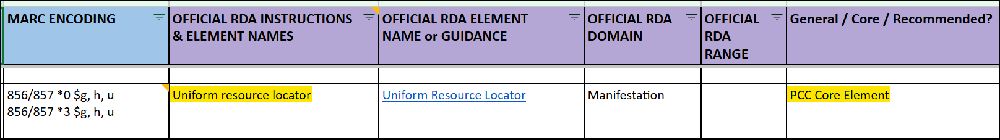 MARC ENCODING
OFFICIAL RDA INSTRUCTIONS
& ELEMENT NAMES
OFFICIAL RDA ELEMENT
NAME or GUIDANCE
OFFICIAL RDA
DOMAIN
OFFICIAL
RDA
RANGE
General / Core / Recommended?
856/857 *0 $g, h, u
856/857 *3 $g, h, u
Uniform resource locator
Uniform Resource Locator
Manifestation
PCC Core Element